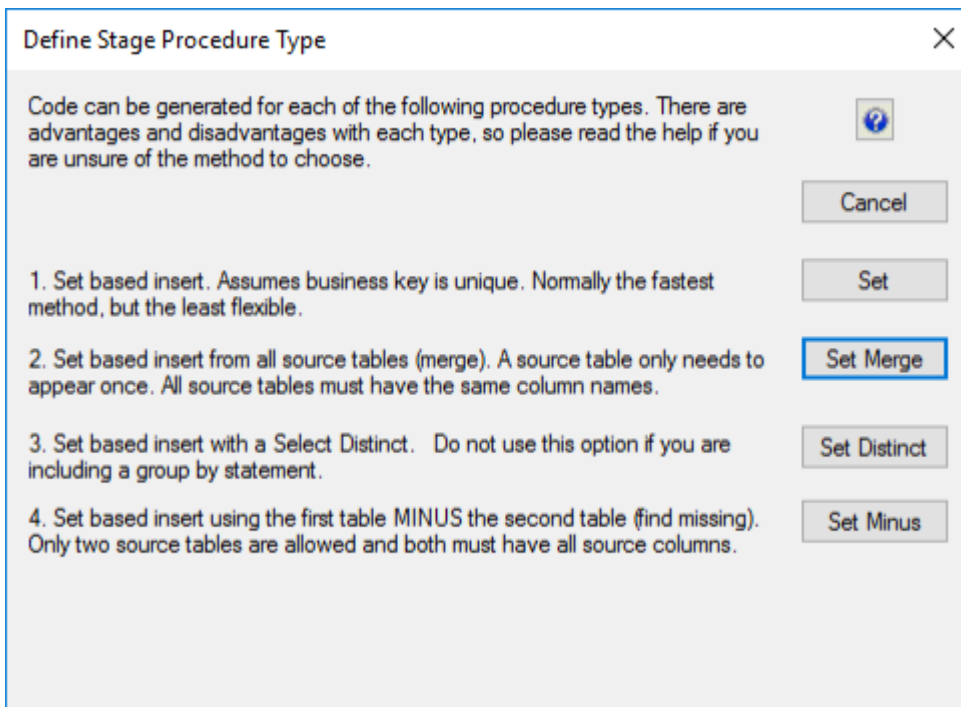 Define Stage Procedure Type
Code can be generated for each of the following procedure types. There are
advantages and disadvantages with each type, so please read the help if you
are unsure of the method to choose.
Cancel
1. Set based insert. Assumes business key is unique. Normally the fastest
method, but the least flexible.
Set
2. Set based insert from all source tables (merge). A source table only needs to
appear once. All source tables must have the same column names.
Set Merge
3. Set based insert with a Select Distinct.   Do not use this option if you are
including a group by statement.
Set Distinct
4. Set based insert using the first table MINUS the second table (find missing).
Only two source tables are allowed and both must have all source columns.
Set Minus